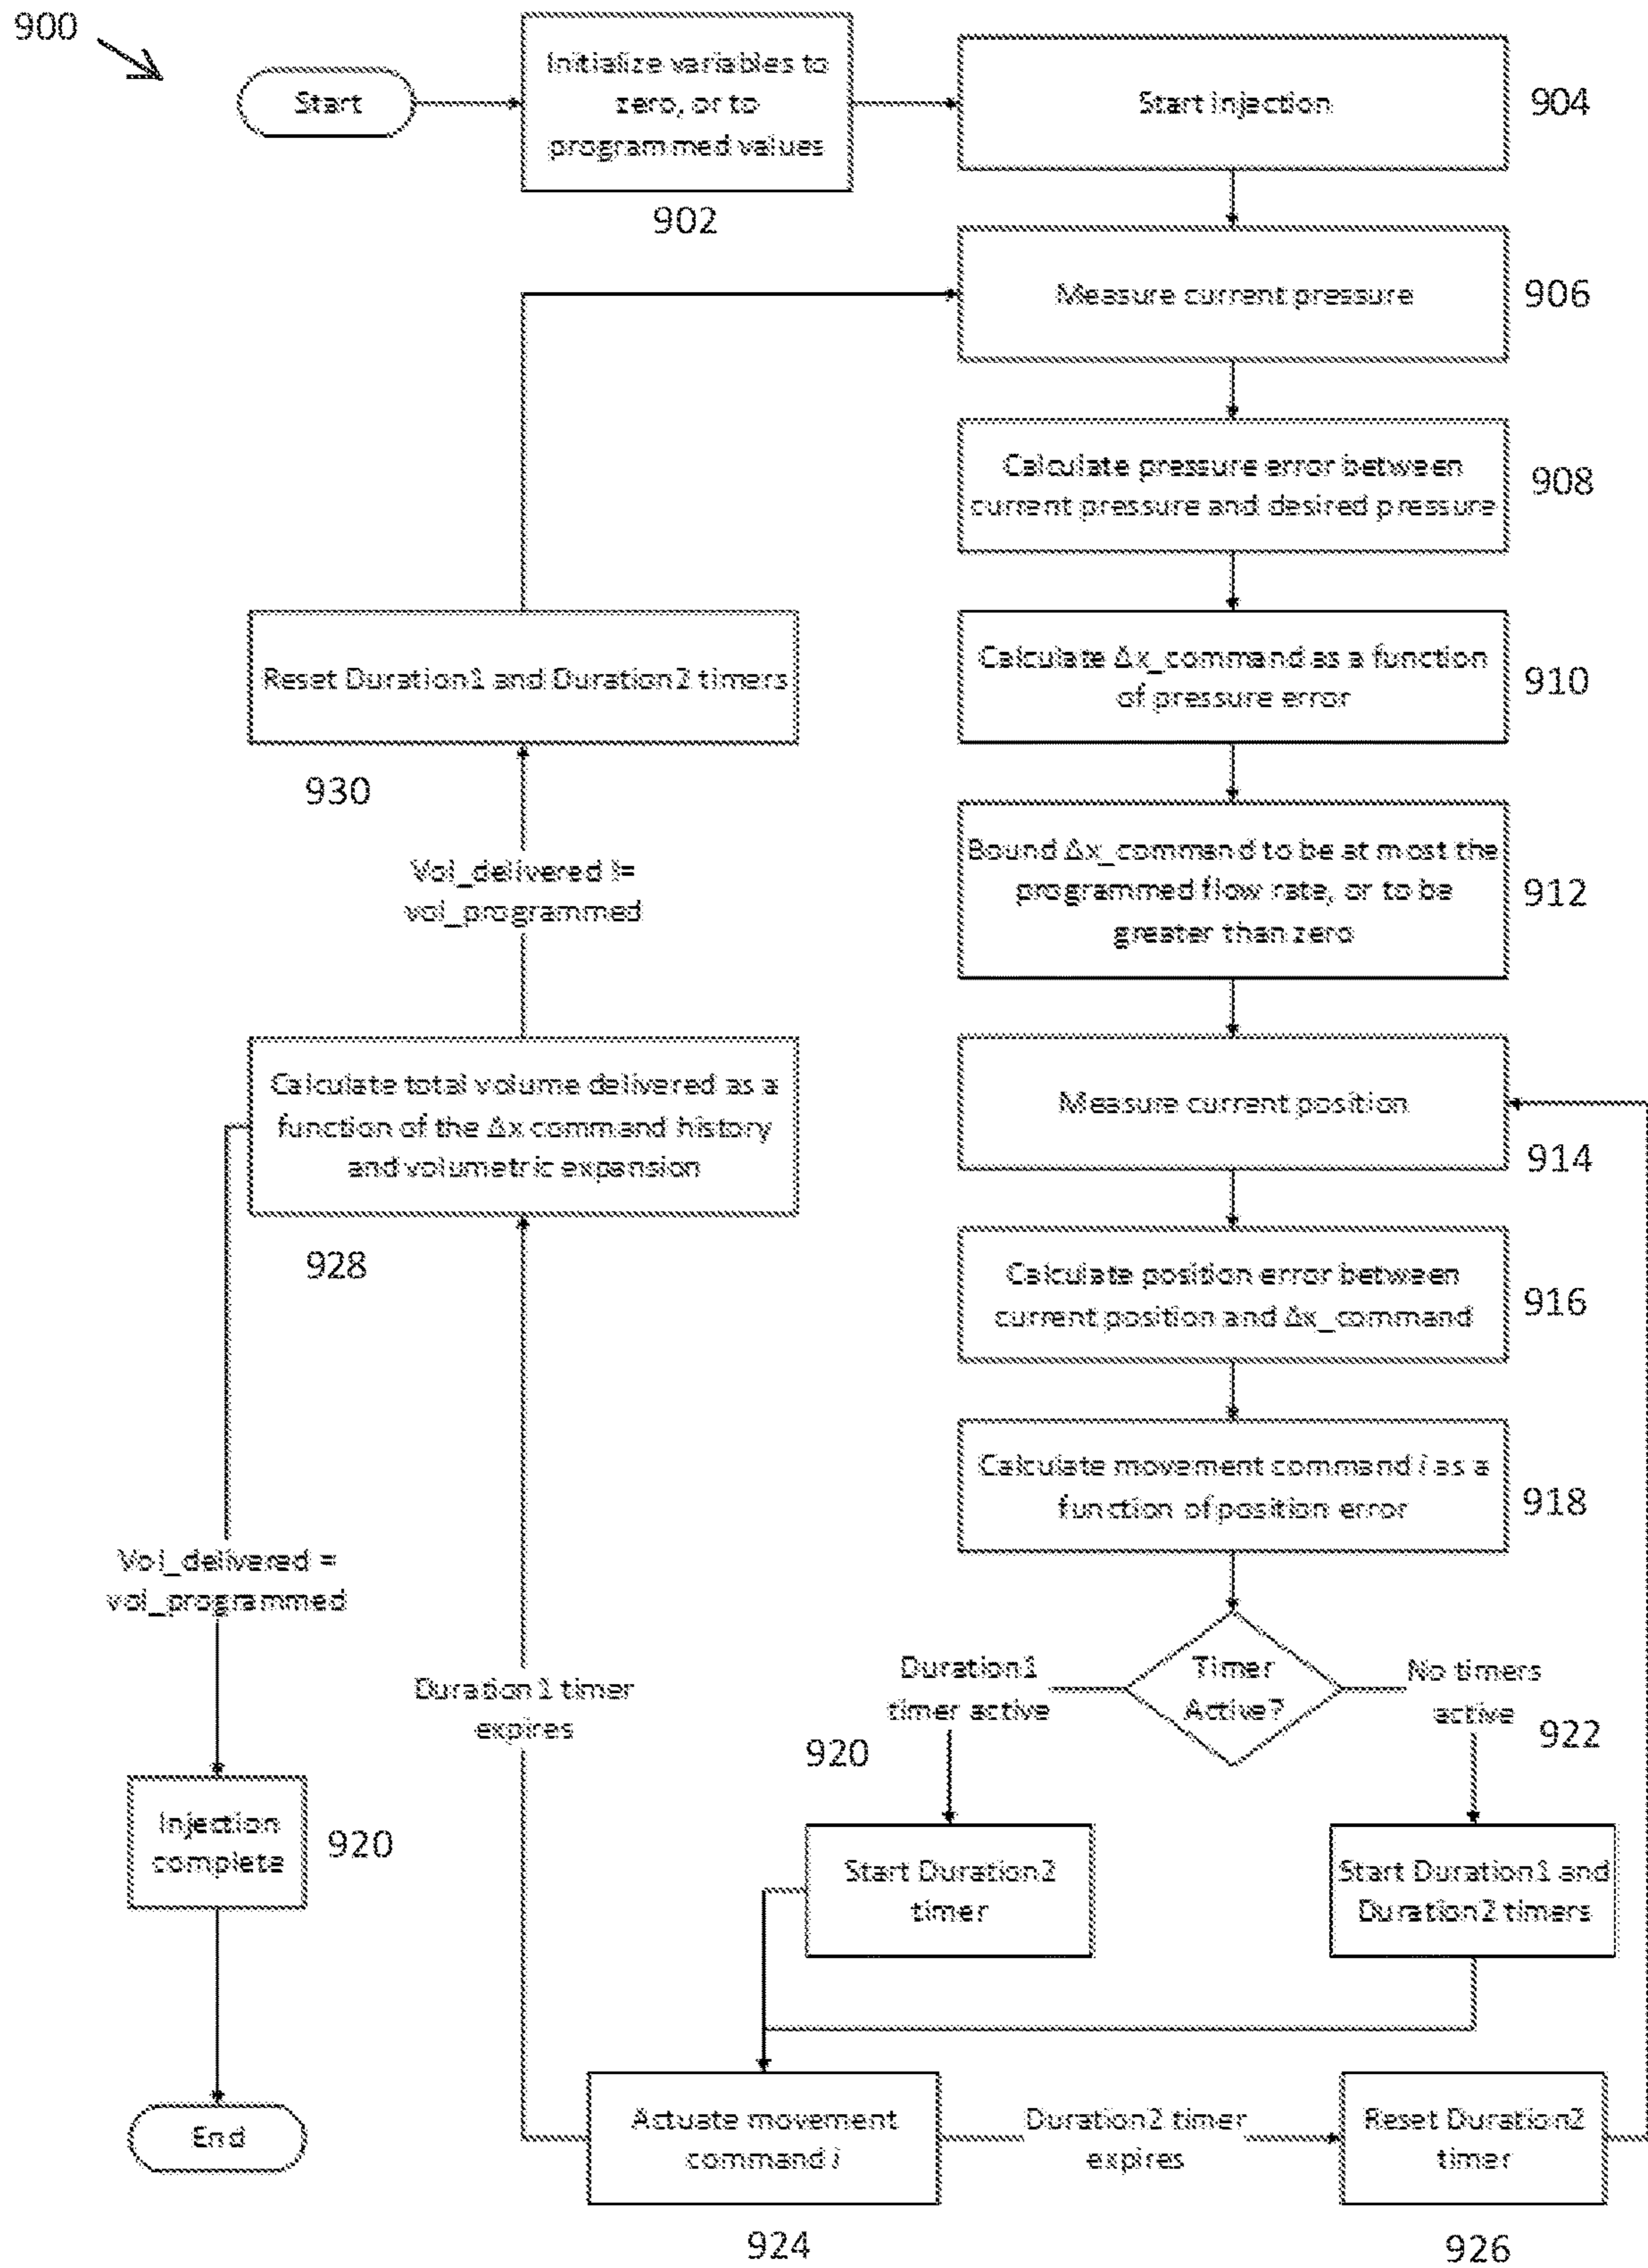 900
Start
Initialize variables to
zero, or to
programmed values
902
Start injection
904
Measure current pressure
906
Calculate pressure error between
current pressure and desired pressure
908
Calculate Δx_command as a function
of pressure error
910
Bound Δx_command to be at most the
programmed flow rate, or to be
greater than zero
912
Measure current position
914
Calculate position error between
current position and Δx_command
916
Calculate movement command i as a
function of position error
918
Timer
Active?
Duration1
timer active
920
No timers
active
922
Start Duration2
timer
Start Duration1 and
Duration2 timers
Actuate movement
command i
924
Duration2 timer
expires
Reset Duration2
timer
926
Duration1 timer
expires
Calculate total volume delivered as a
function of the Δx command history
and volumetric expansion
928
Vol_delivered !=
vol_programmed
Reset Duration1 and Duration2 timers
930
Vol_delivered =
vol_programmed
Injection
complete
920
End